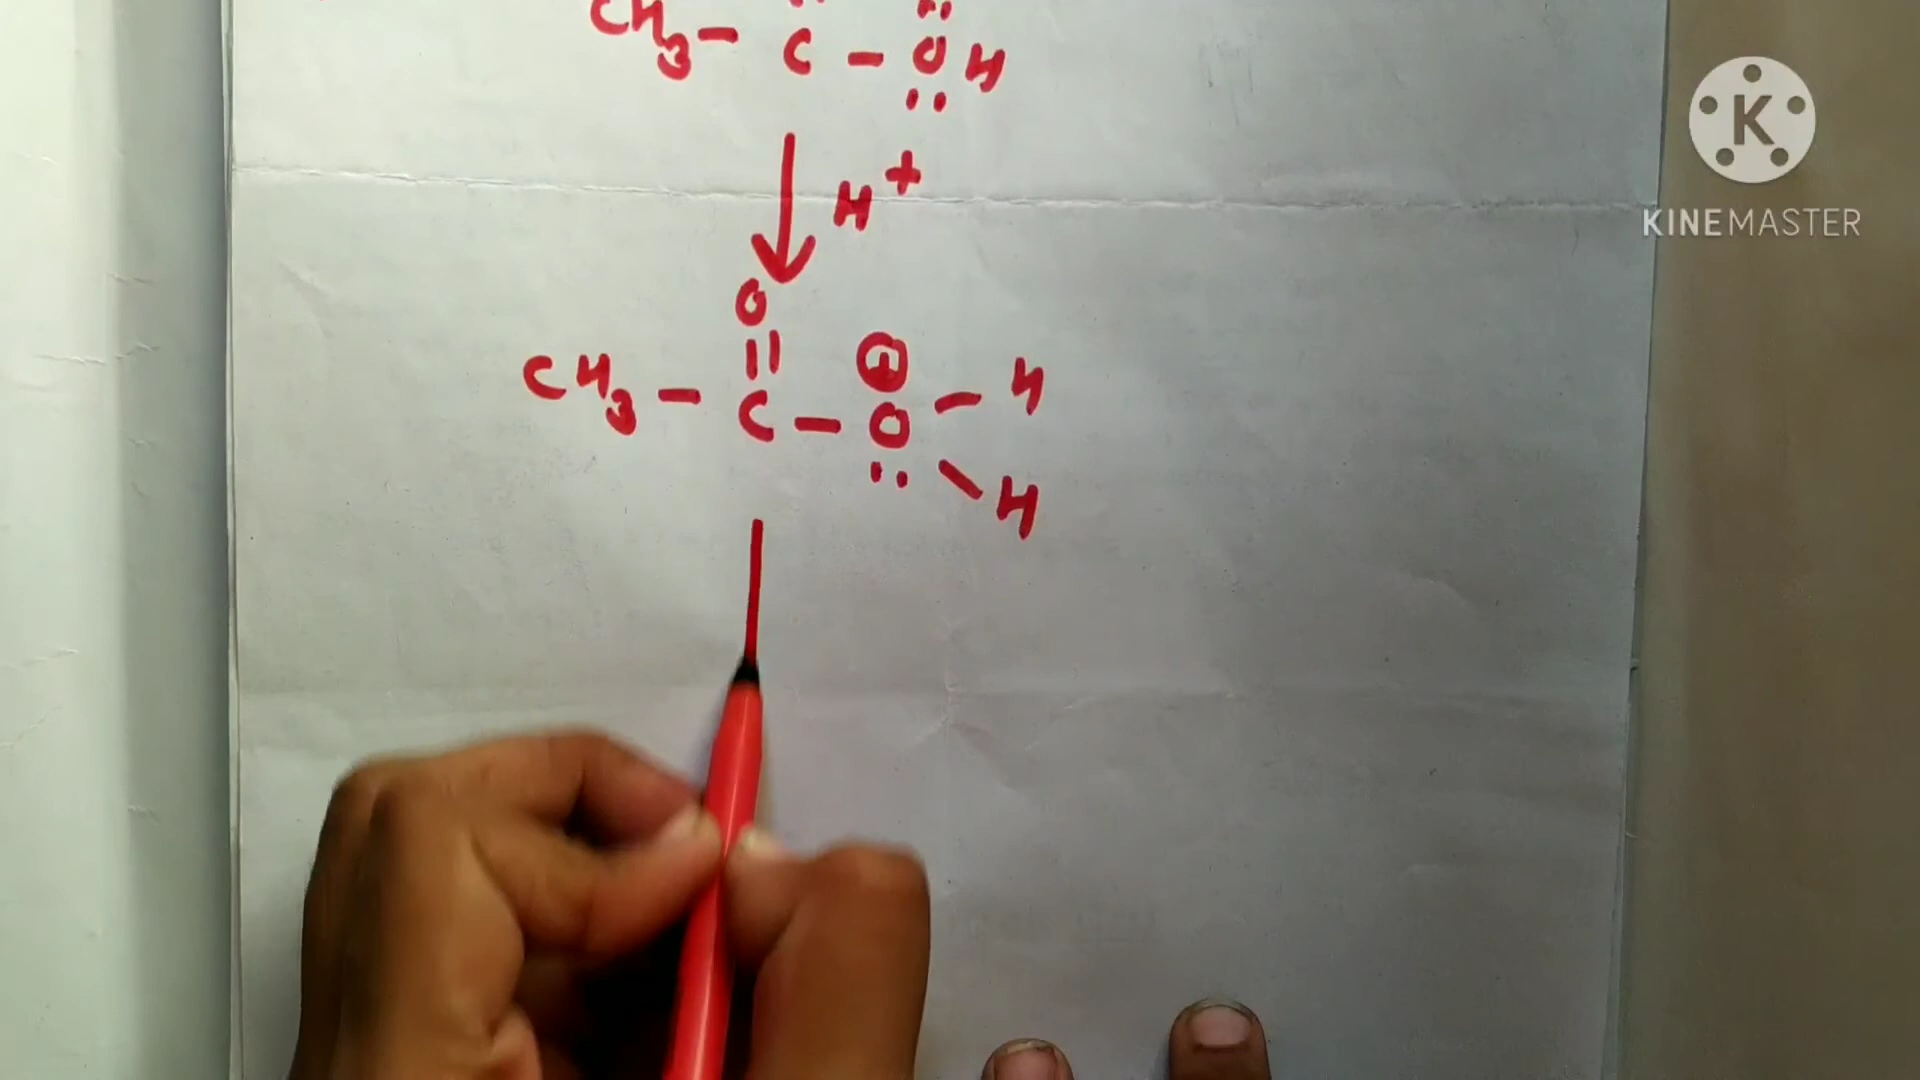 CH3 - C - OH
H+
O
CH3 - C - O - H
H
K
KINEMASTER